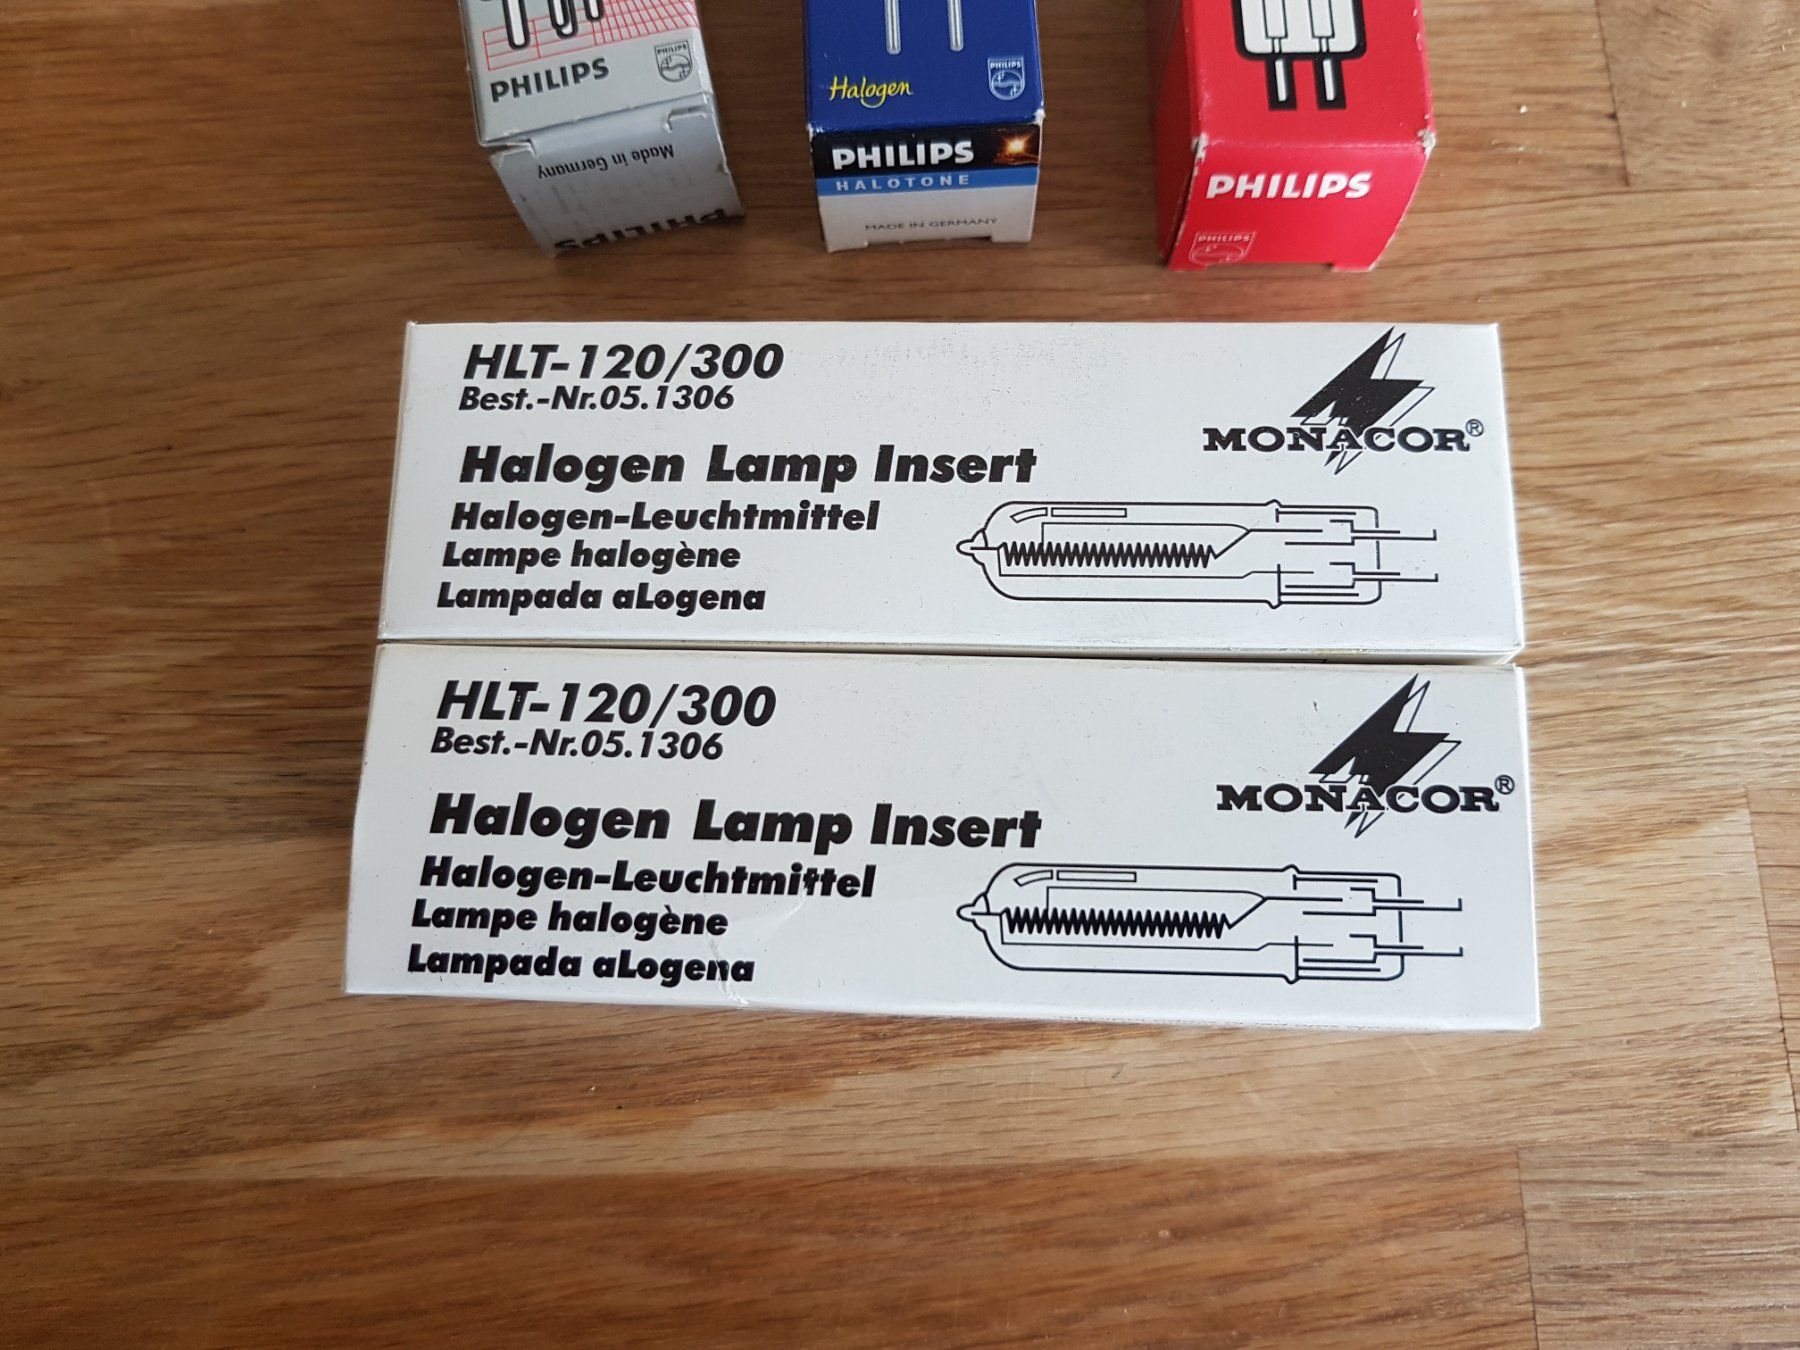 PHILIPS
PHILIPS
Made in Germany
PHILIPS
Halogen
PHILIPS
PHILIPS
HALOTONE
MADE IN GERMANY
PHILIPS
PHILIPS
HLT-120/300
Best.-Nr.05.1306
MONACOR®
Halogen Lamp Insert
Halogen-Leuchtmittel
Lampe halogène
Lampada aLogena
HLT-120/300
Best.-Nr.05.1306
MONACOR®
Halogen Lamp Insert
Halogen-Leuchtmittel
Lampe halogène
Lampada aLogena